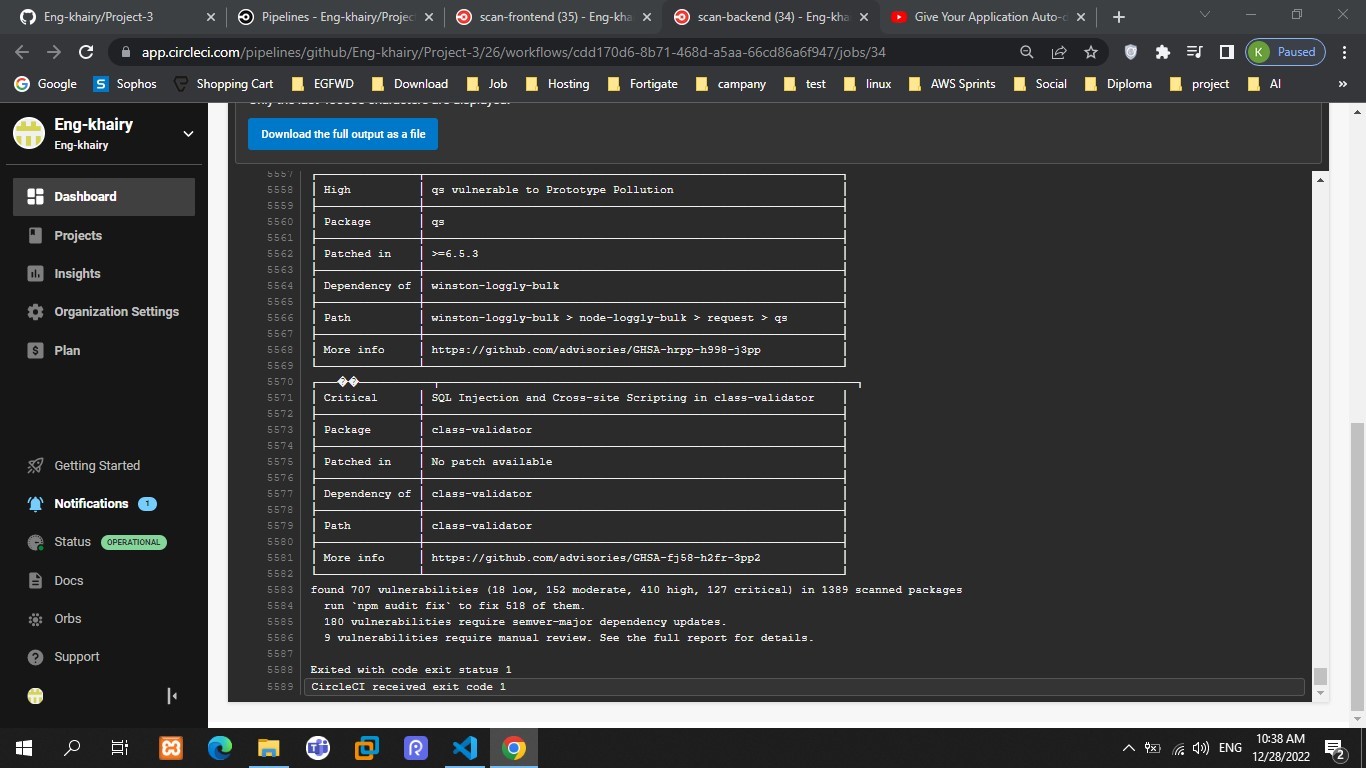 Eng-khairy/Project-3
Pipelines - Eng-khairy/Projec
scan-frontend (35) - Eng-kha
scan-backend (34) - Eng-kha
Give Your Application Auto-
app.circleci.com/pipelines/github/Eng-khairy/Project-3/26/workflows/cdd170d6-8b71-468d-a5aa-66cd86a6f947/jobs/34
K Paused
Google
Sophos
Shopping Cart
EGFWD
Download
Job
Hosting
Fortigate
campany
test
linux
AWS Sprints
Social
Diploma
project
AI
»
Eng-khairy
Eng-khairy
Dashboard
Projects
Insights
Organization Settings
Plan
Getting Started
Notifications 1
Status OPERATIONAL
Docs
Orbs
Support
Download the full output as a file
5557
5558 High qs vulnerable to Prototype Pollution
5559
5560 Package qs
5561
5562 Patched in >=6.5.3
5563
5564 Dependency of winston-loggly-bulk
5565
5566 Path winston-loggly-bulk > node-loggly-bulk > request > qs
5567
5568 More info https://github.com/advisories/GHSA-hrpp-h998-j3pp
5569
5570 ��
5571 Critical SQL Injection and Cross-site Scripting in class-validator
5572
5573 Package class-validator
5574
5575 Patched in No patch available
5576
5577 Dependency of class-validator
5578
5579 Path class-validator
5580
5581 More info https://github.com/advisories/GHSA-fj58-h2fr-3pp2
5582
5583 found 707 vulnerabilities (18 low, 152 moderate, 410 high, 127 critical) in 1389 scanned packages
5584 run `npm audit fix` to fix 518 of them.
5585 180 vulnerabilities require semver-major dependency updates.
5586 9 vulnerabilities require manual review. See the full report for details.
5587
5588 Exited with code exit status 1
5589 CircleCI received exit code 1
ENG
10:38 AM
12/28/2022
2